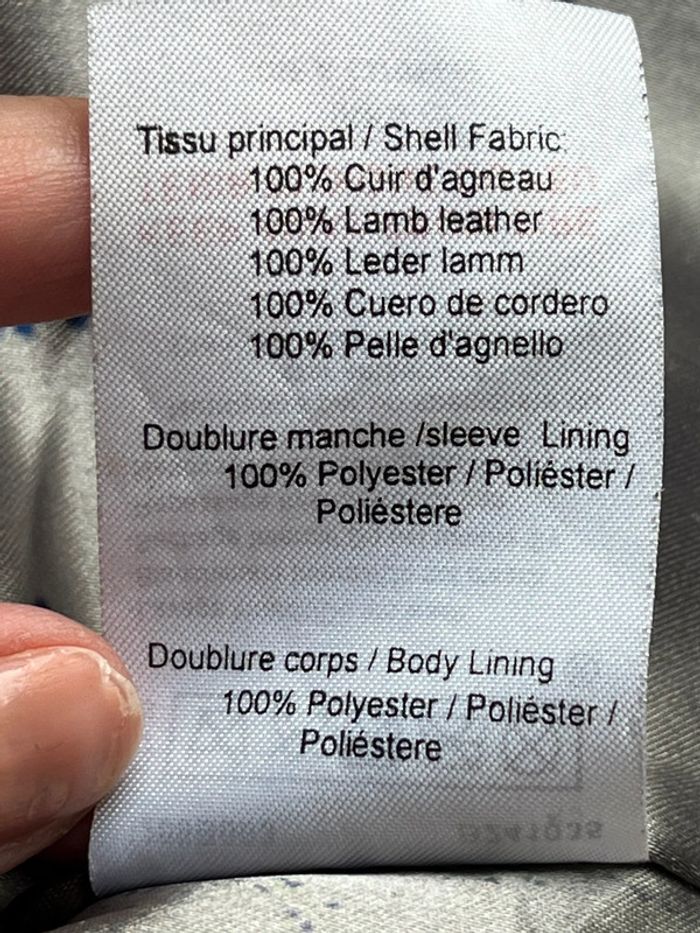 Tissu principal / Shell Fabric:
100% Cuir d'agneau
100% Lamb leather
100% Leder lamm
100% Cuero de cordero
100% Pelle d'agnello
Doublure manche /sleeve Lining
100% Polyester / Poliéster /
Poliéstere
Doublure corps / Body Lining
100% Polyester / Poliéster /
Poliéstere